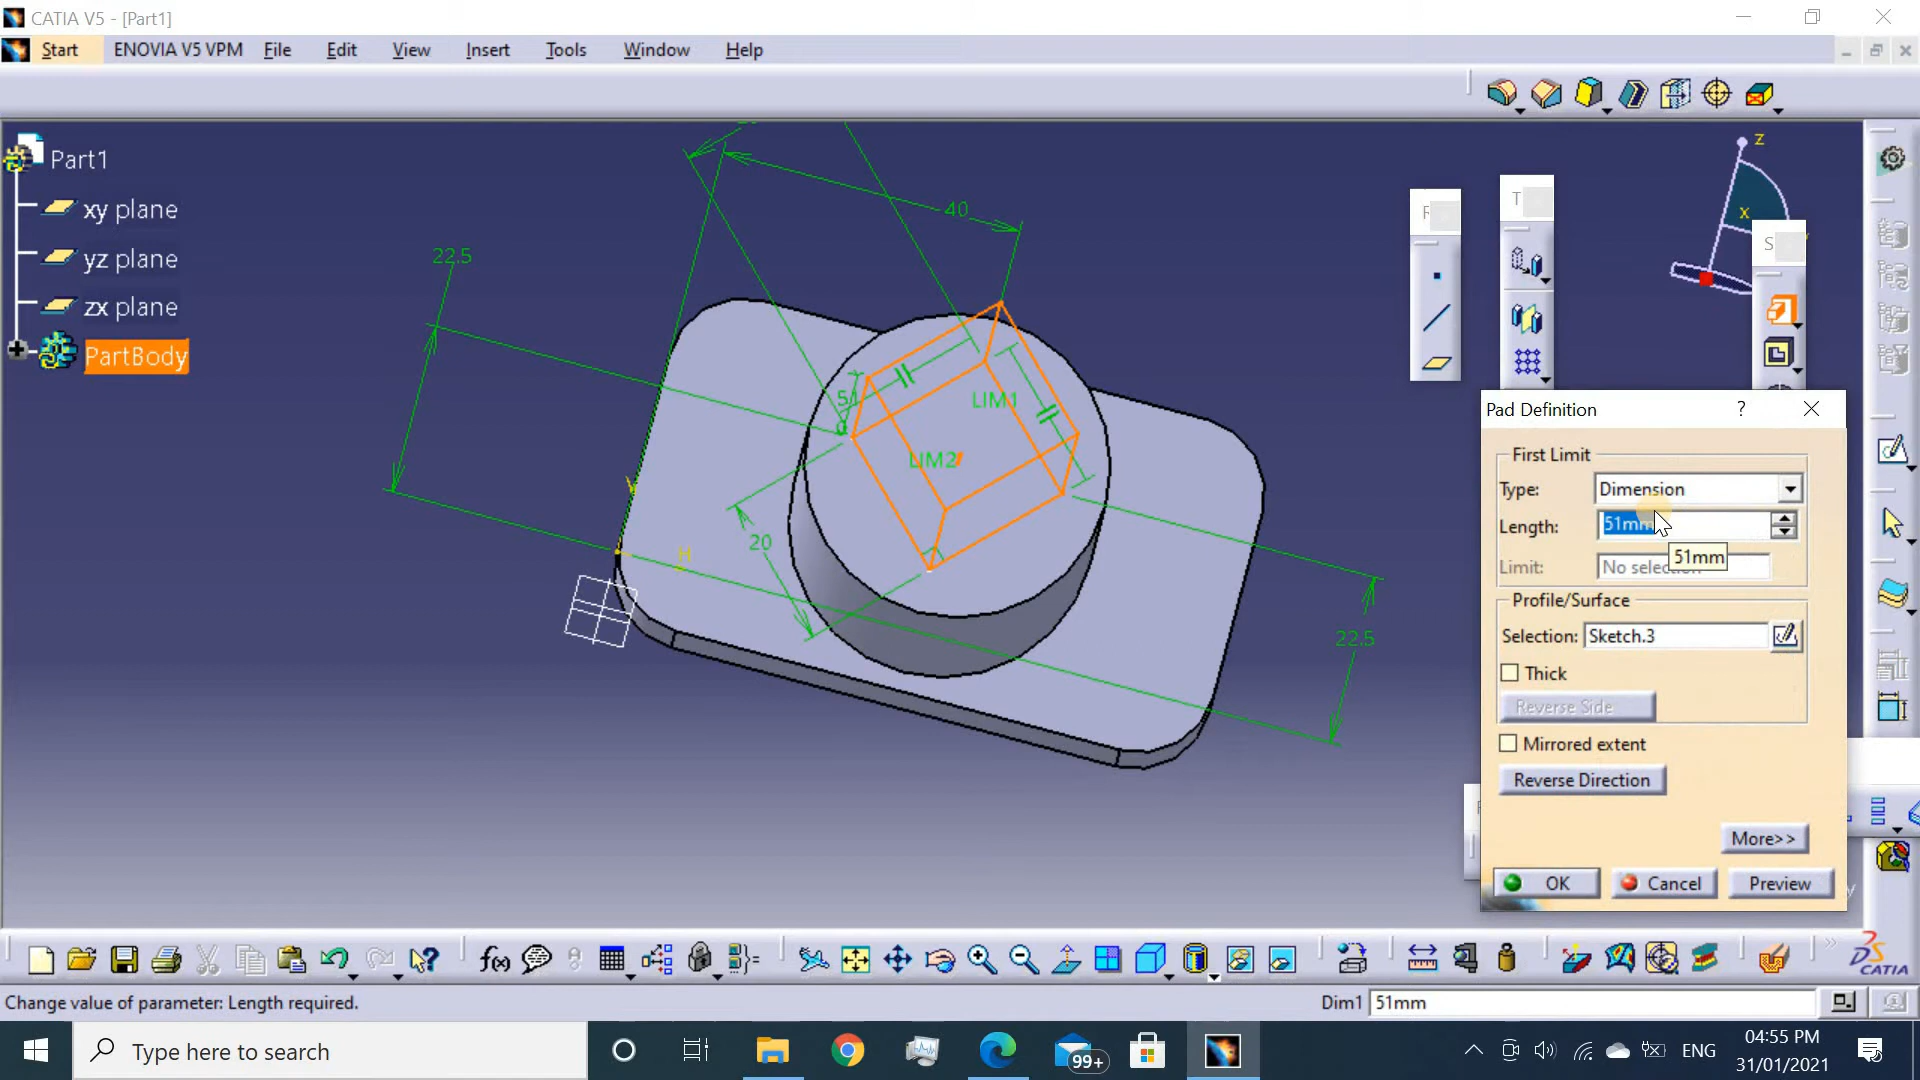 CATIA V5 - [Part1]
Start ENOVIA V5 VPM File Edit View Insert Tools Window Help
Part1
xy plane
yz plane
zx plane
PartBody
22.5
40
51
LIM1
LIM2
20
22.5
V
H
Z
X
T
S
Pad Definition ?
First Limit
Type: Dimension
Length: 51mm
51mm
Limit: No selec
Profile/Surface
Selection: Sketch.3
Thick
Reverse Side
Mirrored extent
Reverse Direction
More>>
OK Cancel Preview
f(x)
CATIA
Change value of parameter: Length required.
Dim1 51mm
Type here to search
99+
ENG
04:55 PM
31/01/2021